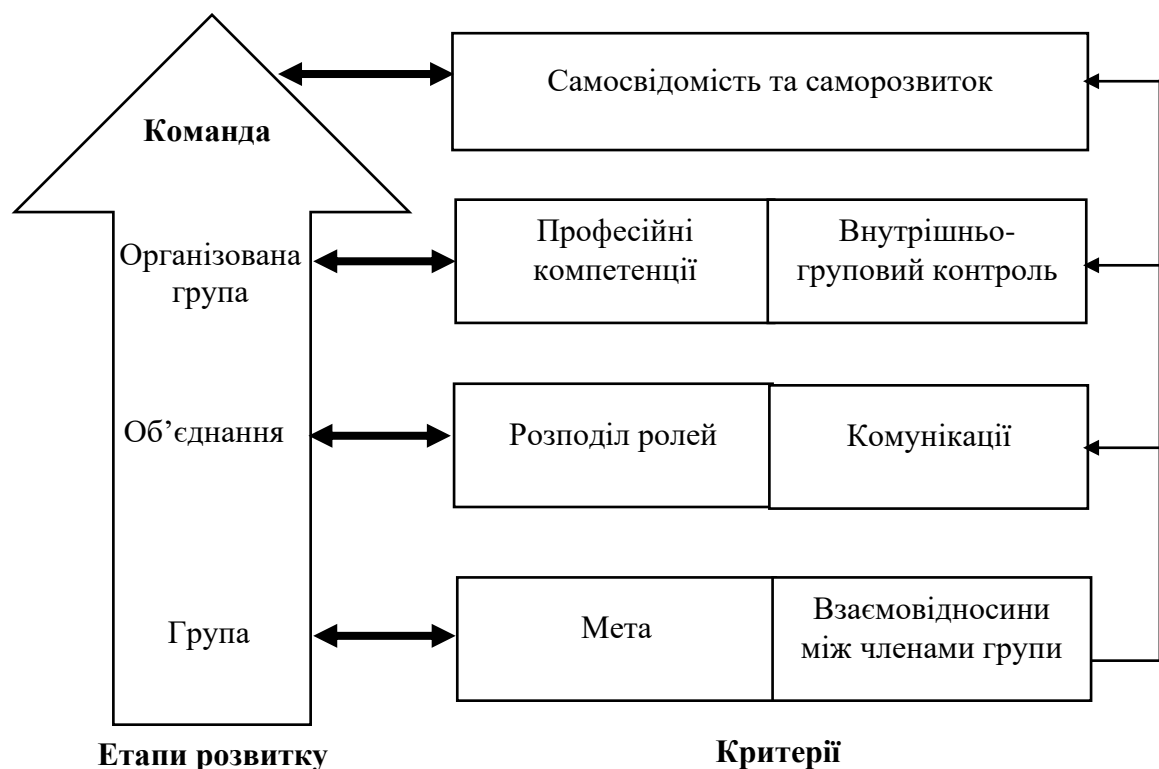 Самосвідомість та саморозвиток
Команда
Організована
група
Професійні
компетенції
Внутрішньо-
груповий контроль
Об’єднання
Розподіл ролей
Комунікації
Група
Мета
Взаємовідносини
між членами групи
Етапи розвитку
Критерії